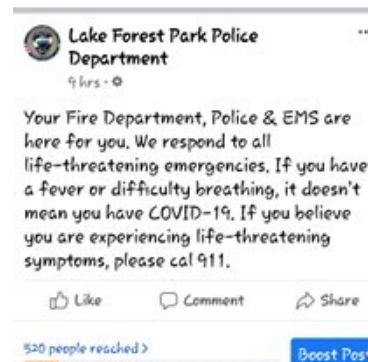 Lake Forest Park Police
Department
9 hrs ·
Your Fire Department, Police & EMS are
here for you. We respond to all
life-threatening emergencies. If you have
a fever or difficulty breathing, it doesn't
mean you have COVID-19. If you believe
you are experiencing life-threatening
symptoms, please cal 911.
Like Comment Share
520 people reached >
Boost Post